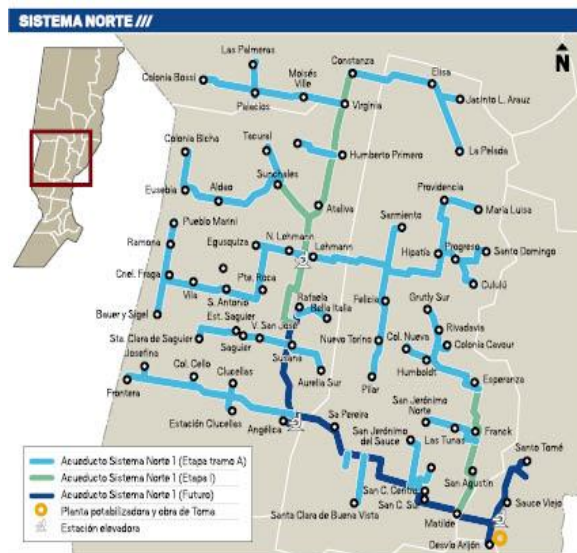 SISTEMA NORTE ///
Las Palmeras
Constanza
N
Colonia Bossi
Moisés
Ville
Elisa
Jacinto L. Arauz
Palacios
Virginia
Colonia Bicha
Tacural
Humberto Primero
La Pelada
Sunchales
Providencia
Eusebia
Aldao
Ataliva
María Luisa
Pueblo Marini
Sarmiento
Egusquiza
N. Lehmann
Lehmann
Progreso
Santo Domingo
Ramona
Hipatía
Cnel. Fraga
Pte. Roca
Cululú
Vila
S. Antonio
Rafaela
Felicia
Grutly Sur
Bella Italia
Est. Saguier
Bauer y Sigel
V. San José
Rivadavia
Sta. Clara de Saguier
Nuevo Torino
Col. Nueva
Colonia Cavour
Saguier
Josefina
Susana
Humboldt
Col. Cello
Clucellas
Aurelia Sur
Pilar
Esperanza
Frontera
San Jerónimo
Norte
Sa Pereira
Estación Clucellas
Angélica
San Jerónimo
del Sauce
Las Tunas
Franck
Santo Tomé
Acueducto Sistema Norte 1 (Etapa tramo A)
Acueducto Sistema Norte 1 (Etapa I)
San C. Centro
San Agustín
Acueducto Sistema Norte 1 (Futuro)
San C. Sur
Sauce Viejo
Planta potabilizadora y obra de Toma
Santa Clara de Buena Vista
Matilde
Estación elevadora
Desvío Arijón